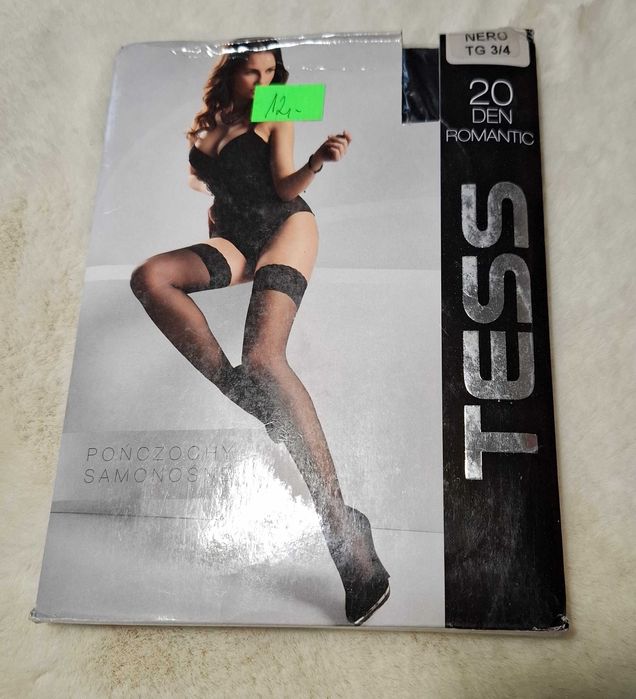 NERO
TG 3/4
20
DEN
ROMANTIC
TESS
12,-
POŃCZOCHY
SAMONOŚNE